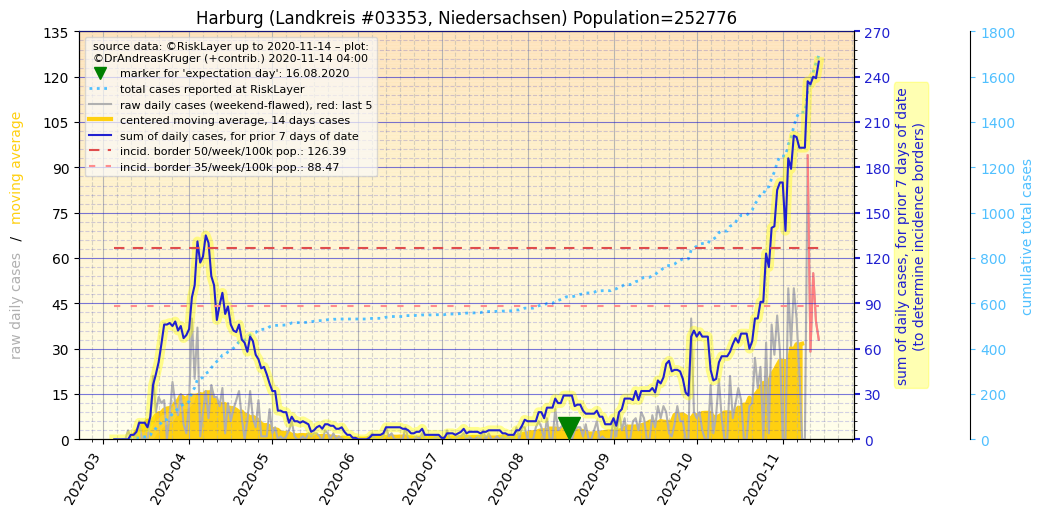 Harburg (Landkreis #03353, Niedersachsen) Population=252776
source data: ©RiskLayer up to 2020-11-14 – plot:
©DrAndreasKruger (+contrib.) 2020-11-14 04:00
marker for 'expectation day': 16.08.2020
total cases reported at RiskLayer
raw daily cases (weekend-flawed), red: last 5
centered moving average, 14 days cases
sum of daily cases, for prior 7 days of date
incid. border 50/week/100k pop.: 126.39
incid. border 35/week/100k pop.: 88.47
raw daily cases / moving average
135
120
105
90
75
60
45
30
15
0
2020-03
2020-04
2020-05
2020-06
2020-07
2020-08
2020-09
2020-10
2020-11
270
240
210
180
150
120
90
60
30
0
sum of daily cases, for prior 7 days of date
(to determine incidence borders)
1800
1600
1400
1200
1000
800
600
400
200
0
cumulative total cases